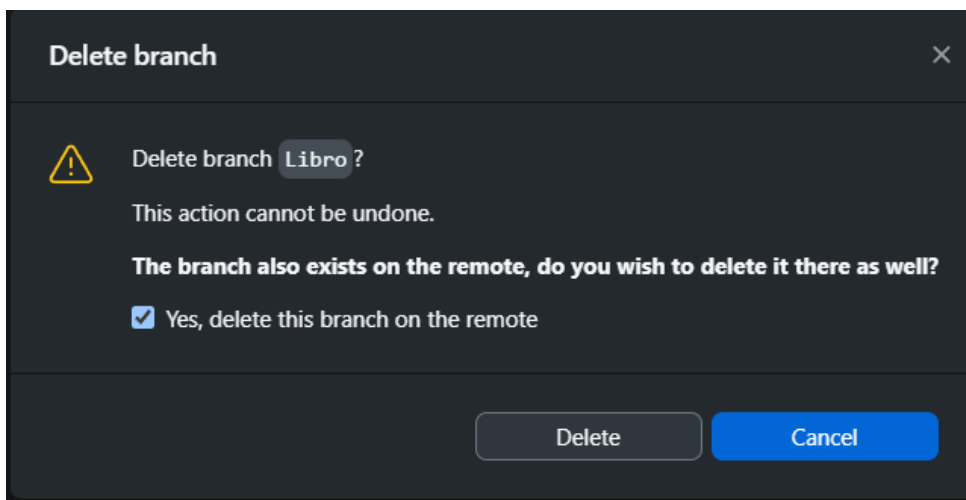 Delete branch
Delete branch Libro?
This action cannot be undone.
The branch also exists on the remote, do you wish to delete it there as well?
Yes, delete this branch on the remote
Delete
Cancel